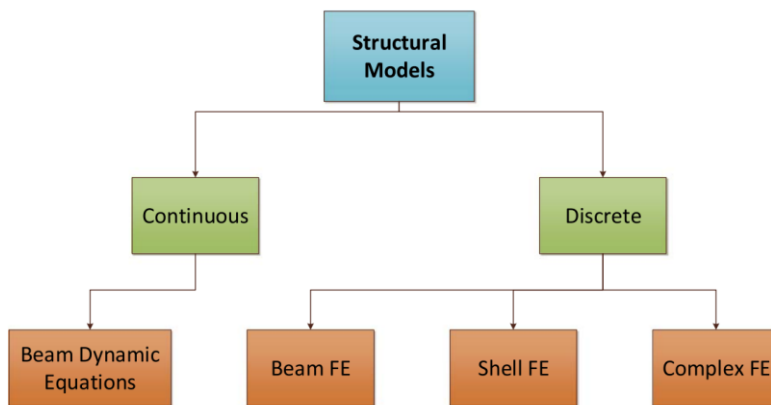 Structural
Models
Continuous
Discrete
Beam Dynamic
Equations
Beam FE
Shell FE
Complex FE